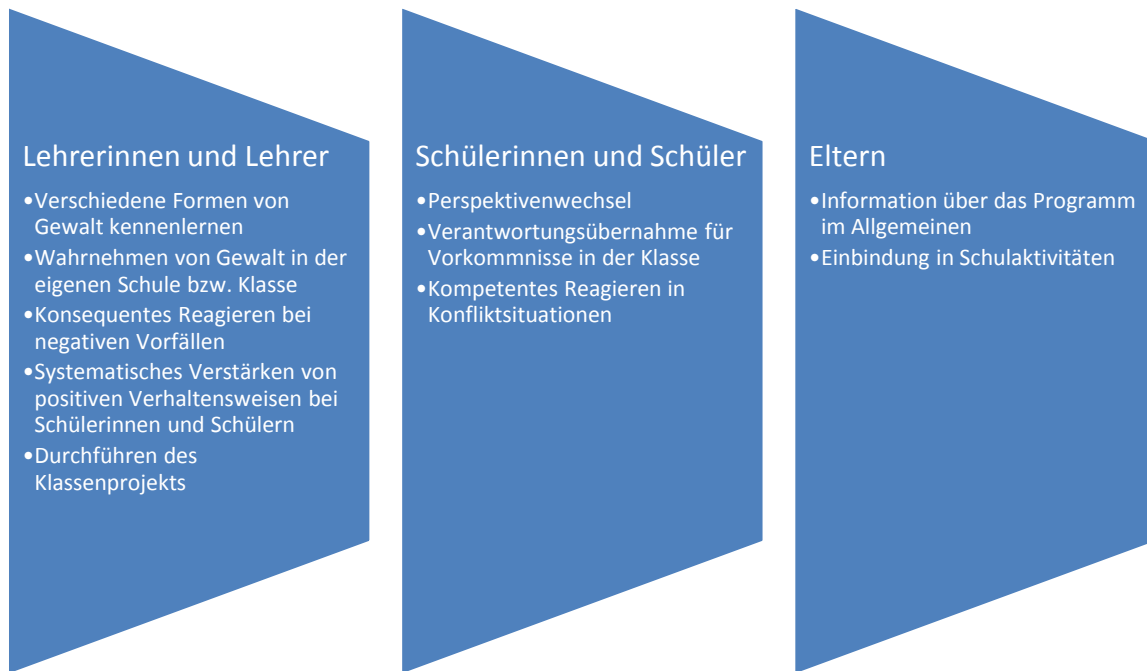 Lehrerinnen und Lehrer
•Verschiedene Formen von
Gewalt kennenlernen
•Wahrnehmen von Gewalt in der
eigenen Schule bzw. Klasse
•Konsequentes Reagieren bei
negativen Vorfällen
•Systematisches Verstärken von
positiven Verhaltensweisen bei
Schülerinnen und Schülern
•Durchführen des
Klassenprojekts
Schülerinnen und Schüler
•Perspektivenwechsel
•Verantwortungsübernahme für
Vorkommnisse in der Klasse
•Kompetentes Reagieren in
Konfliktsituationen
Eltern
•Information über das Programm
im Allgemeinen
•Einbindung in Schulaktivitäten